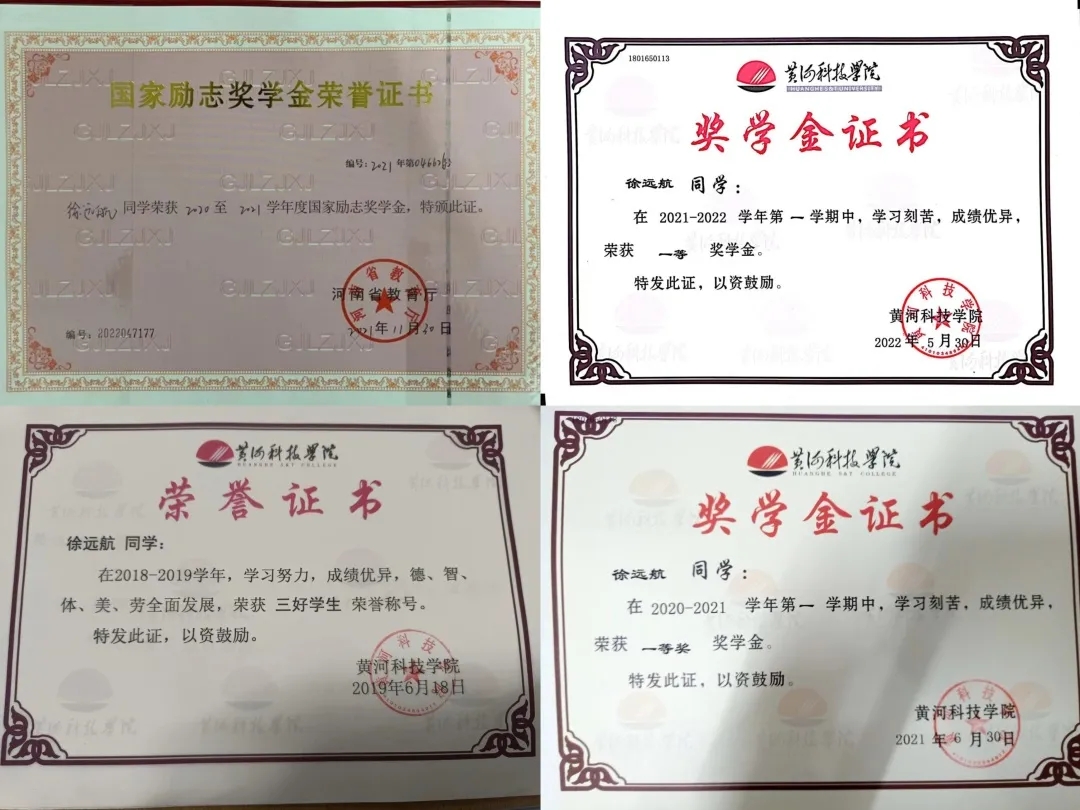 国家励志奖学金荣誉证书
编号：2021年第04662号
徐远航同学荣获2020至2021学年度国家励志奖学金，特颁此证。
河南省教育厅
2021年11月30日
编号：2022047177
1801650113
黄河科技学院
HUANGHE S&T UNIVERSITY
奖学金证书
徐远航 同学：
在 2021-2022 学年第 一 学期中，学习刻苦，成绩优异，
荣获 一等 奖学金。
特发此证，以资鼓励。
黄河科技学院
2022 年 5 月 30日
黄河科技学院
HUANGHE S&T COLLEGE
荣誉证书
徐远航 同学：
在2018-2019学年，学习努力，成绩优异，德、智、
体、美、劳全面发展，荣获 三好学生 荣誉称号。
特发此证，以资鼓励。
黄河科技学院
2019年6月18日
黄河科技学院
HUANGHE S&T COLLEGE
奖学金证书
徐远航 同学：
在 2020-2021 学年第一 学期中，学习刻苦，成绩优异，
荣获 一等奖 奖学金。
特发此证，以资鼓励。
黄河科技学院
2021 年 6 月 30日